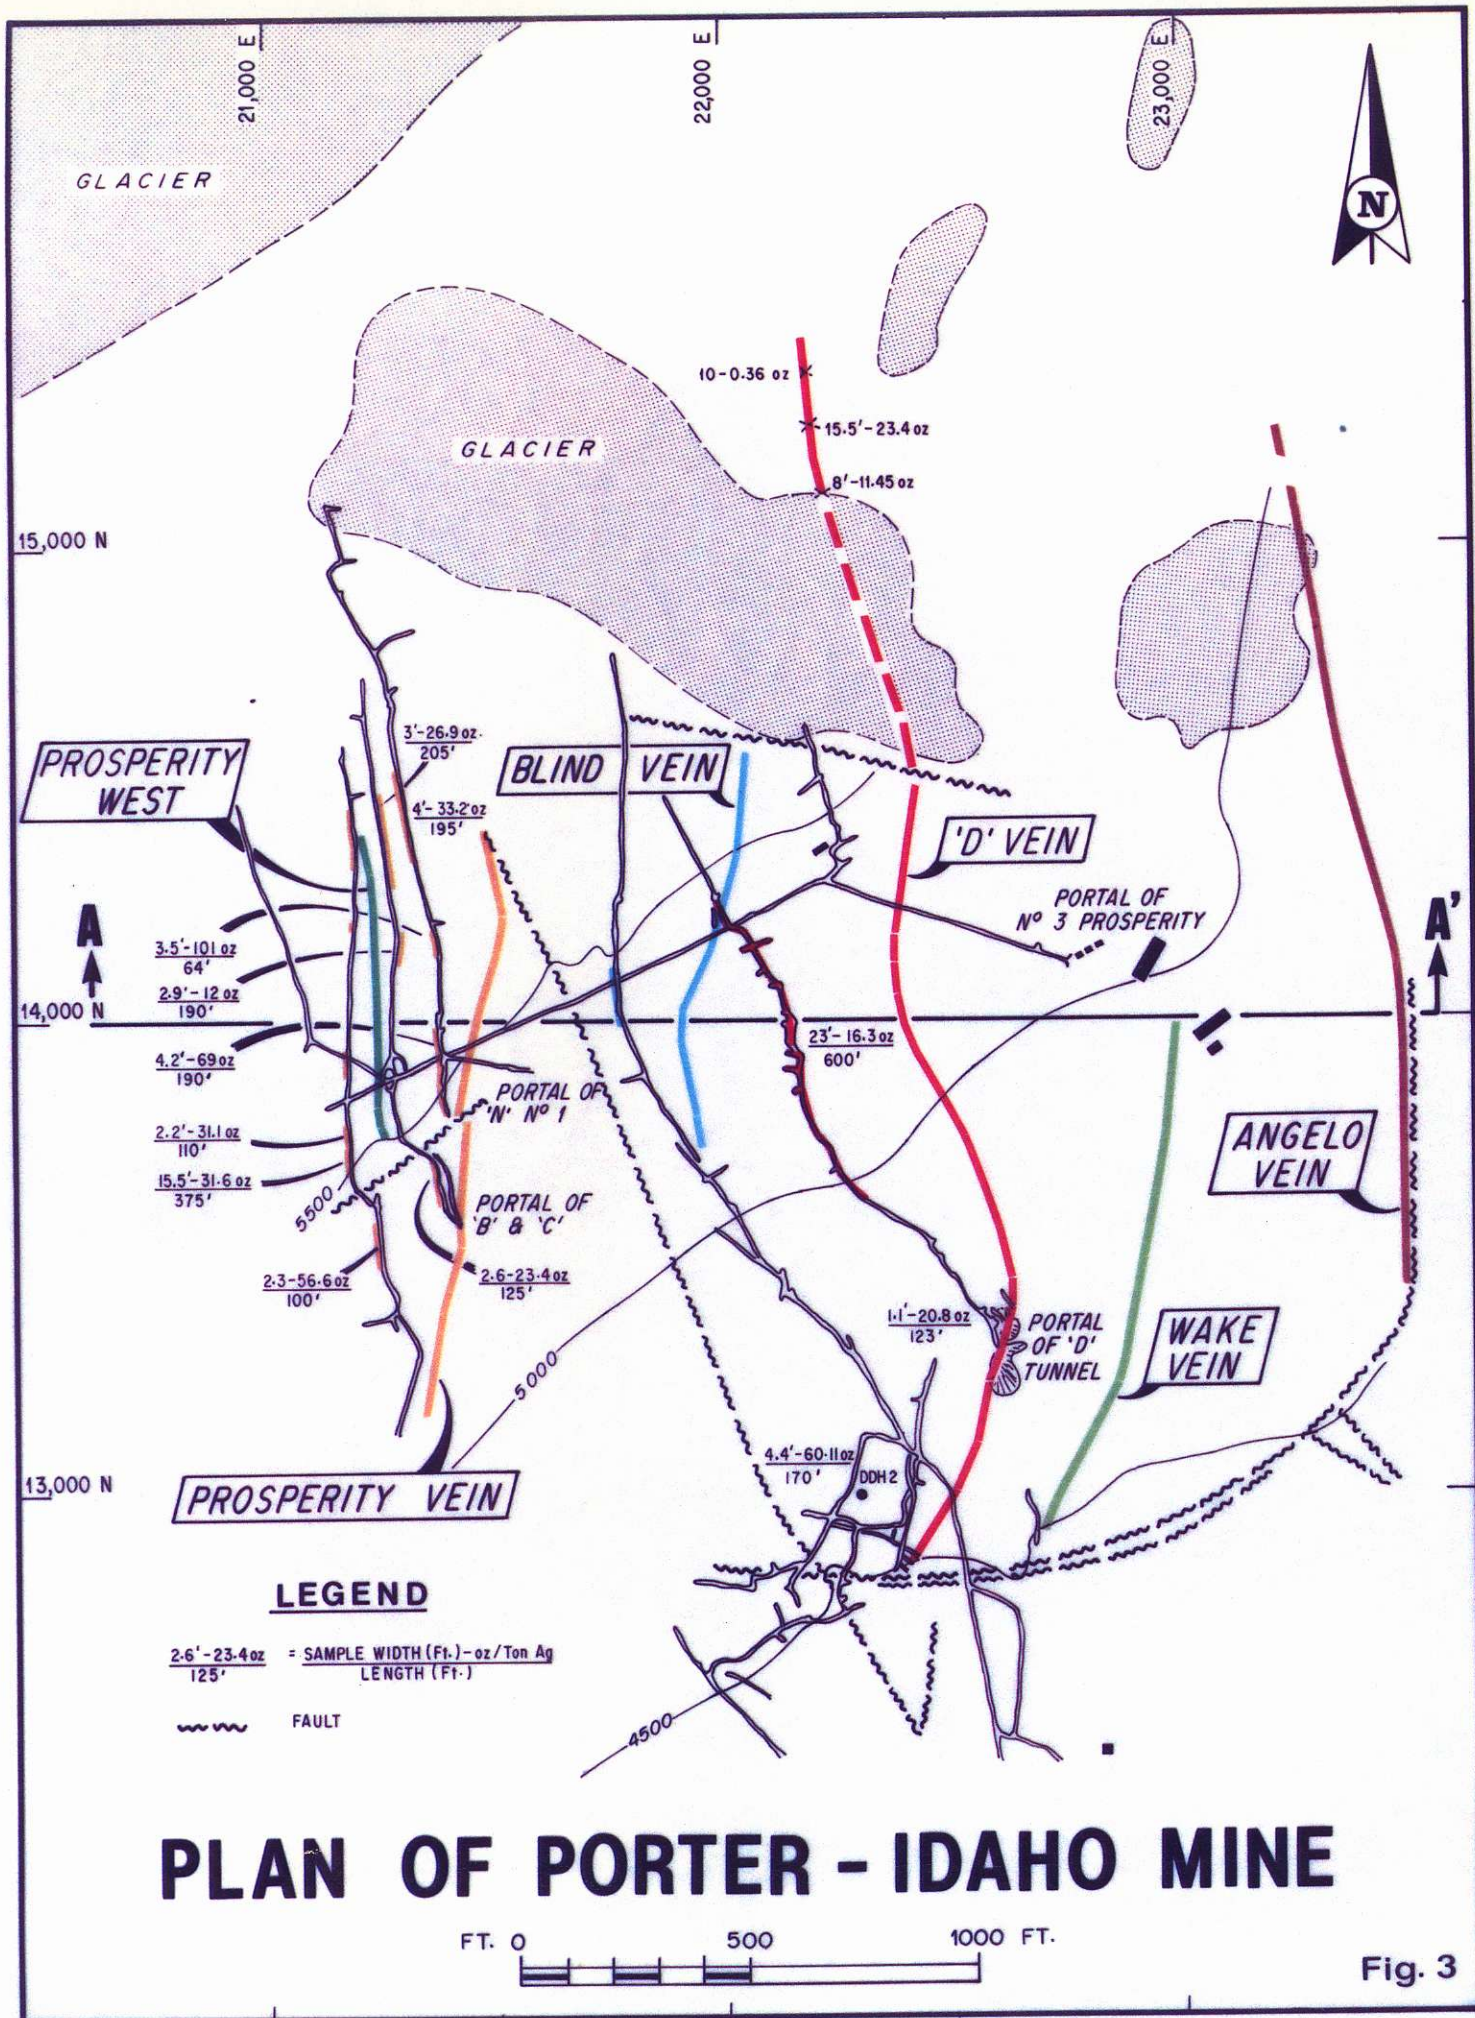 21,000 E
22,000 E
23,000 E
GLACIER
N
10-0.36 oz
15.5'-23.4 oz
GLACIER
8'-11.45 oz
15,000 N
3'-26.9 oz.
205'
PROSPERITY
WEST
BLIND VEIN
4'-33.2 oz
195'
'D' VEIN
PORTAL OF
Nº 3 PROSPERITY
A
A'
3.5'-101 oz
64'
2.9'-12 oz
190'
14,000 N
23'-16.3 oz
600'
4.2'-69 oz
190'
PORTAL OF
'N' Nº 1
2.2'-31.1 oz
110'
ANGELO
VEIN
15.5'-31.6 oz
375'
5500
PORTAL OF
'B' & 'C'
2.3-56.6 oz
100'
2.6-23.4 oz
125'
1.1'-20.8 oz
123'
PORTAL
OF 'D'
TUNNEL
WAKE
VEIN
5000
4.4'-60.11 oz
170'
DDH 2
13,000 N
PROSPERITY VEIN
LEGEND
2.6'-23.4 oz
125'
= SAMPLE WIDTH (Ft.)-oz/Ton Ag
LENGTH (Ft.)
FAULT
4500
PLAN OF PORTER - IDAHO MINE
FT. 0 500 1000 FT.
Fig. 3